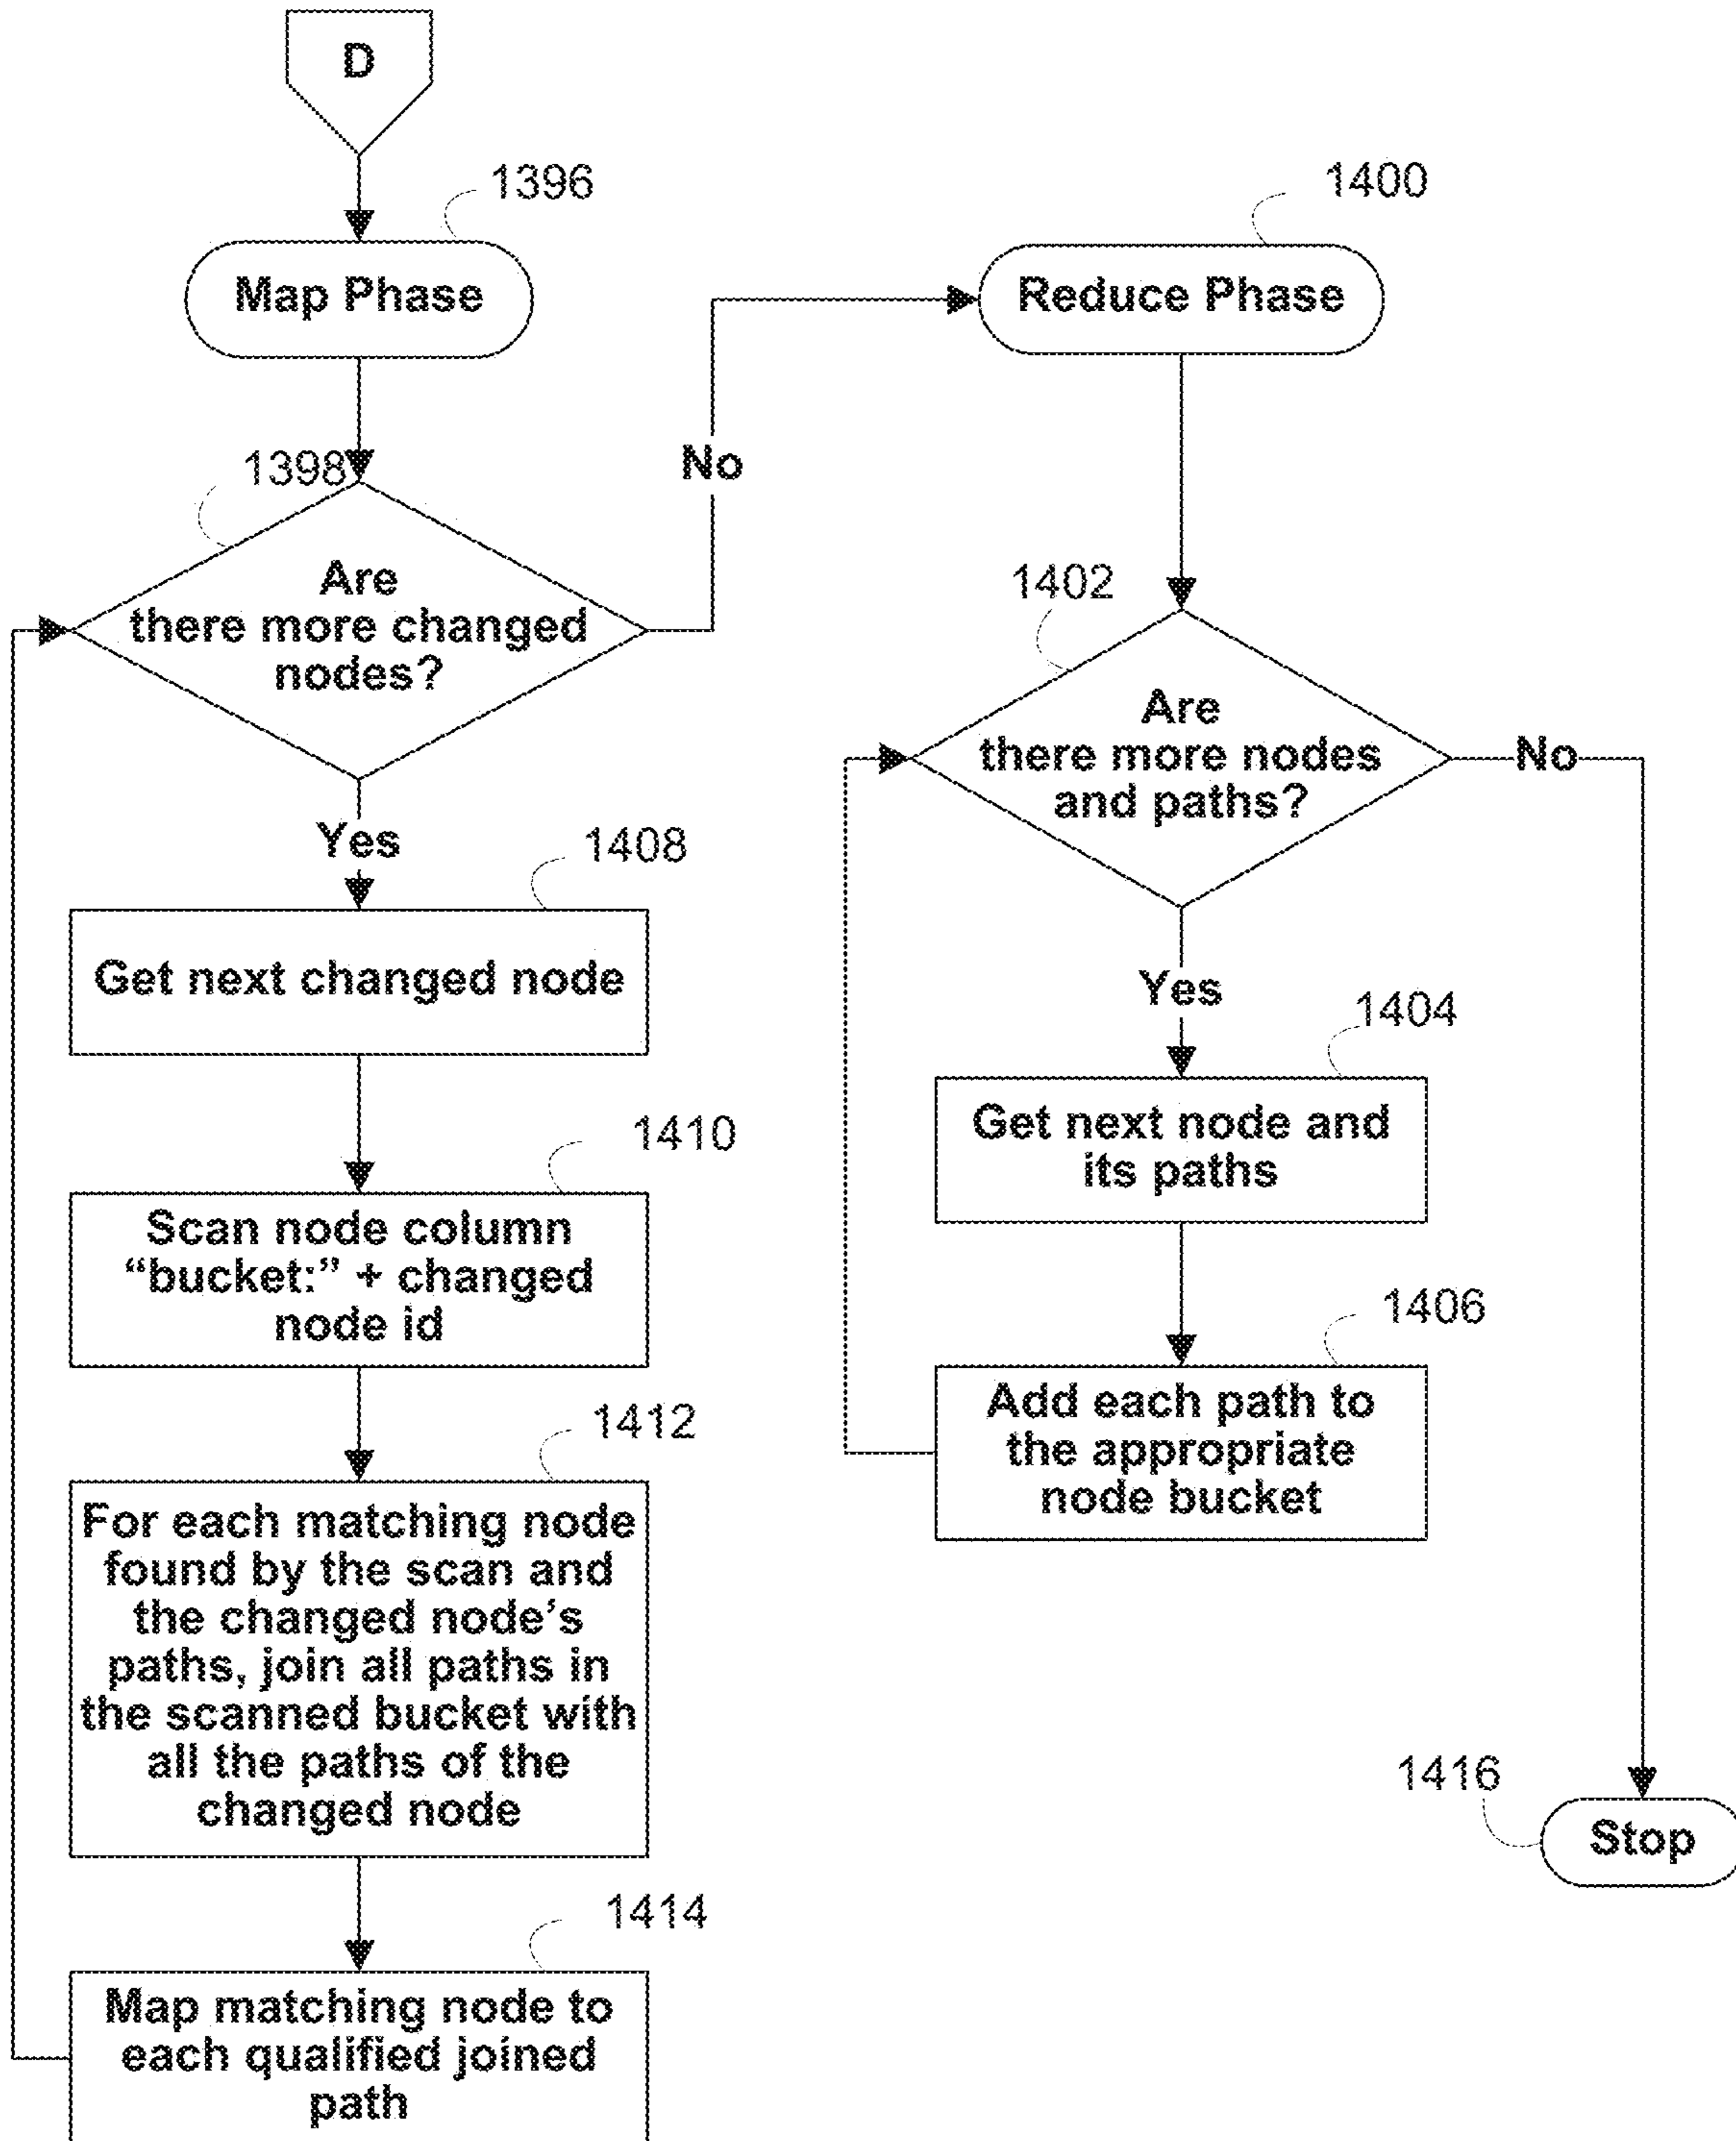 D
1396
Map Phase
1398
Are
there more changed
nodes?
No
Yes
1408
Get next changed node
1410
Scan node column
“bucket:” + changed
node id
1412
For each matching node
found by the scan and
the changed node’s
paths, join all paths in
the scanned bucket with
all the paths of the
changed node
1414
Map matching node to
each qualified joined
path
1400
Reduce Phase
1402
Are
there more nodes
and paths?
No
Yes
1404
Get next node and
its paths
1406
Add each path to
the appropriate
node bucket
1416
Stop